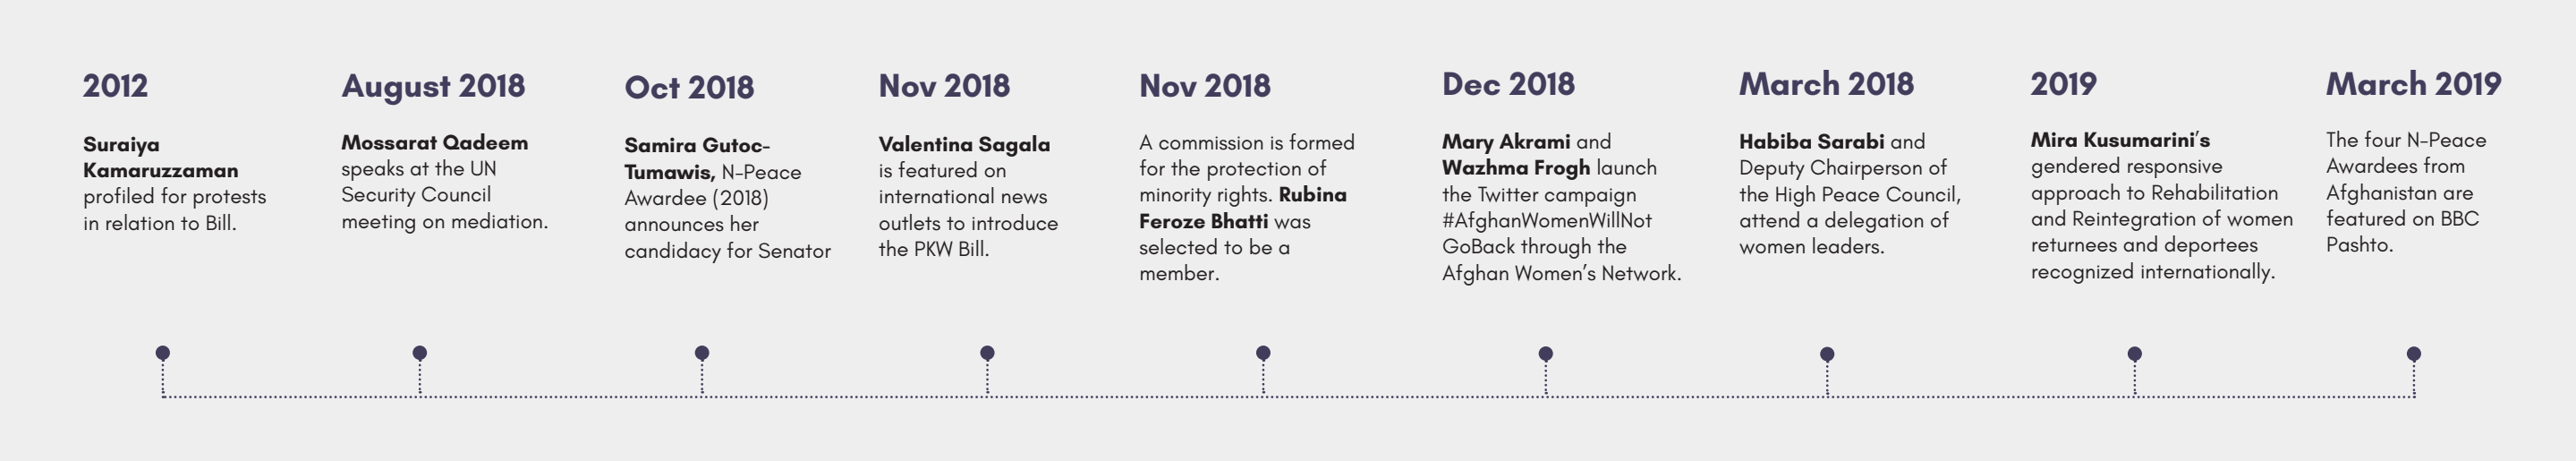 2012
Suraiya
Kamaruzzaman
profiled for protests
in relation to Bill.
August 2018
Mossarat Qadeem
speaks at the UN
Security Council
meeting on mediation.
Oct 2018
Samira Gutoc-
Tumawis, N-Peace
Awardee (2018)
announces her
candidacy for Senator
Nov 2018
Valentina Sagala
is featured on
international news
outlets to introduce
the PKW Bill.
Nov 2018
A commission is formed
for the protection of
minority rights. Rubina
Feroze Bhatti was
selected to be a
member.
Dec 2018
Mary Akrami and
Wazhma Frogh launch
the Twitter campaign
#AfghanWomenWillNot
GoBack through the
Afghan Women's Network.
March 2018
Habiba Sarabi and
Deputy Chairperson of
the High Peace Council,
attend a delegation of
women leaders.
2019
Mira Kusumarini's
gendered responsive
approach to Rehabilitation
and Reintegration of women
returnees and deportees
recognized internationally.
March 2019
The four N-Peace
Awardees from
Afghanistan are
featured on BBC
Pashto.